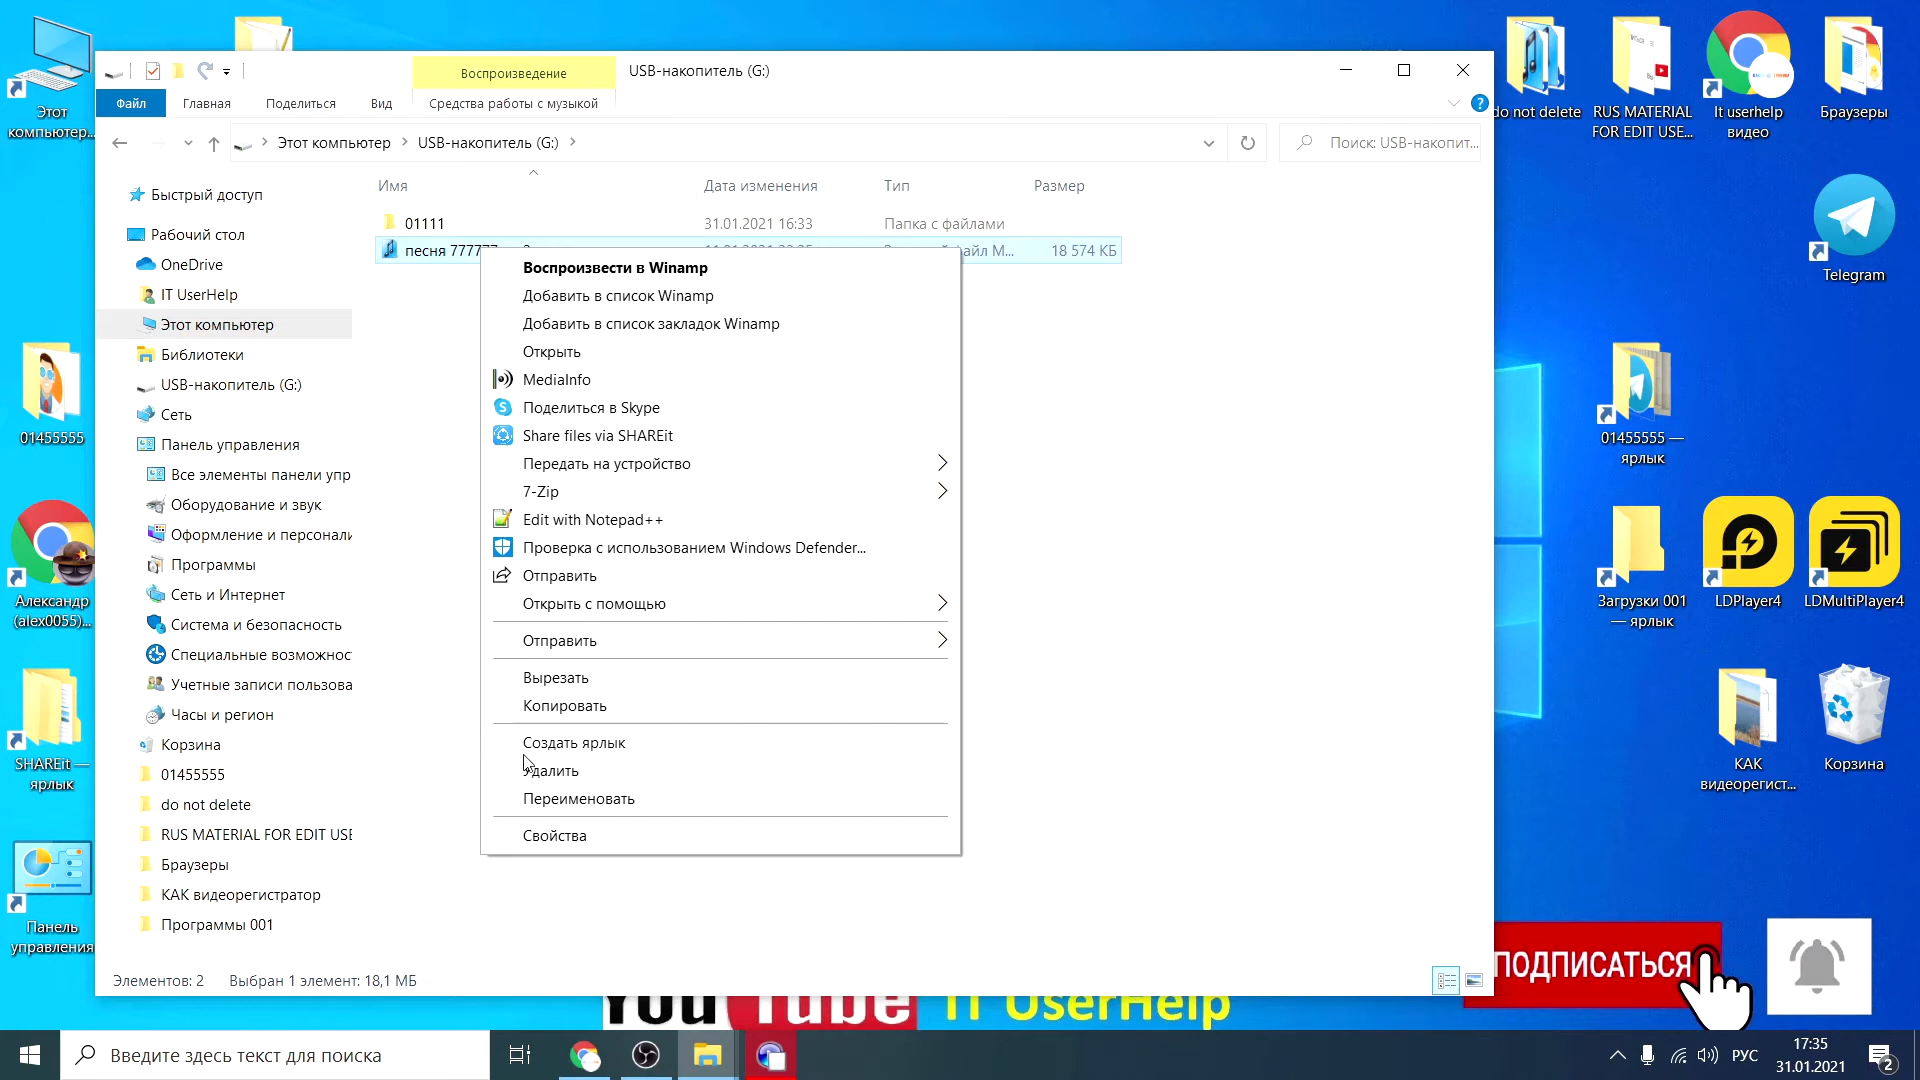 Воспроизведение
USB-накопитель (G:)
Файл
Главная
Поделиться
Вид
Средства работы с музыкой
Этот компьютер
USB-накопитель (G:)
Поиск: USB-накопит...
Имя
Дата изменения
Тип
Размер
01111
31.01.2021 16:33
Папка с файлами
песня 777777
18 574 КБ
Быстрый доступ
Рабочий стол
OneDrive
IT UserHelp
Этот компьютер
Библиотеки
USB-накопитель (G:)
Сеть
Панель управления
Все элементы панели упр
Оборудование и звук
Оформление и персонали
Программы
Сеть и Интернет
Система и безопасность
Специальные возможнос
Учетные записи пользова
Часы и регион
Корзина
01455555
do not delete
RUS MATERIAL FOR EDIT USE
Браузеры
КАК видеорегистратор
Программы 001
Воспроизвести в Winamp
Добавить в список Winamp
Добавить в список закладок Winamp
Открыть
MediaInfo
Поделиться в Skype
Share files via SHAREit
Передать на устройство
7-Zip
Edit with Notepad++
Проверка с использованием Windows Defender...
Отправить
Открыть с помощью
Отправить
Вырезать
Копировать
Создать ярлык
Удалить
Переименовать
Свойства
Элементов: 2
Выбран 1 элемент: 18,1 МБ
Этот
компьютер...
01455555
Александр
(alex0055)...
SHAREit —
ярлык
Панель
управления
do not delete
RUS MATERIAL
FOR EDIT USE...
It userhelp
видео
Браузеры
Telegram
01455555 —
ярлык
Загрузки 001
— ярлык
LDPlayer4
LDMultiPlayer4
КАК
видеорегист...
Корзина
ПОДПИСАТЬСЯ
YouTube
IT UserHelp
Введите здесь текст для поиска
РУС
17:35
31.01.2021
2